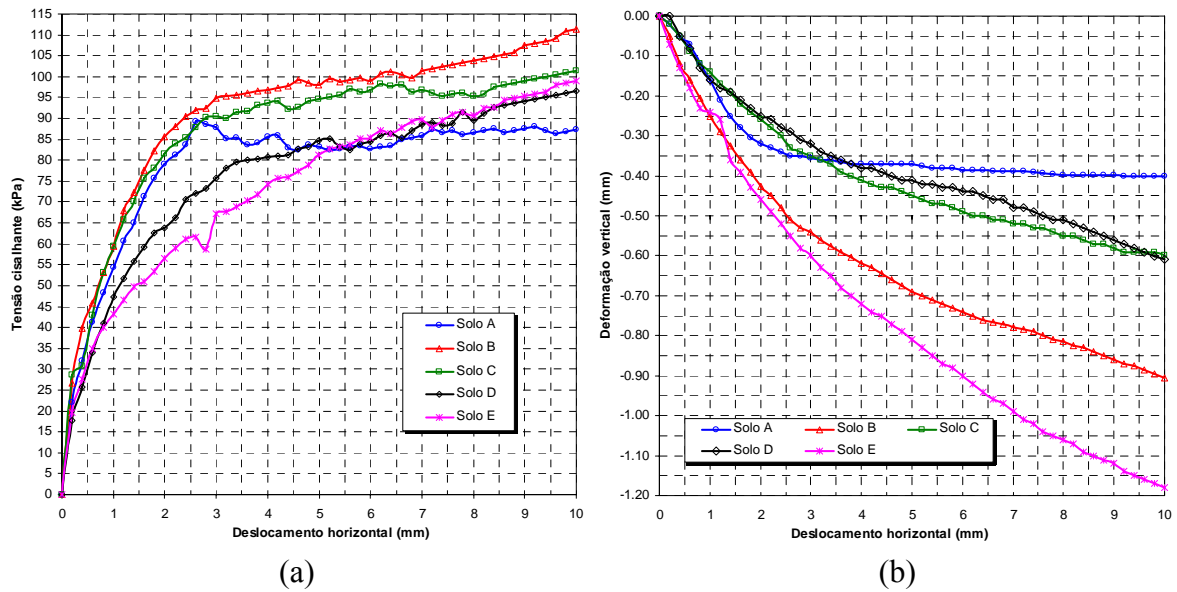 115
110
105
100
95
90
85
80
75
70
65
60
55
50
45
40
35
30
25
20
15
10
5
0
Tensão cisalhante (kPa)
Solo A
Solo B
Solo C
Solo D
Solo E
0 1 2 3 4 5 6 7 8 9 10
Deslocamento horizontal (mm)
(a)
0.00
-0.10
-0.20
-0.30
-0.40
-0.50
-0.60
-0.70
-0.80
-0.90
-1.00
-1.10
-1.20
Deformação vertical (mm)
Solo A Solo B Solo C
Solo D Solo E
0 1 2 3 4 5 6 7 8 9 10
Deslocamento horizontal (mm)
(b)